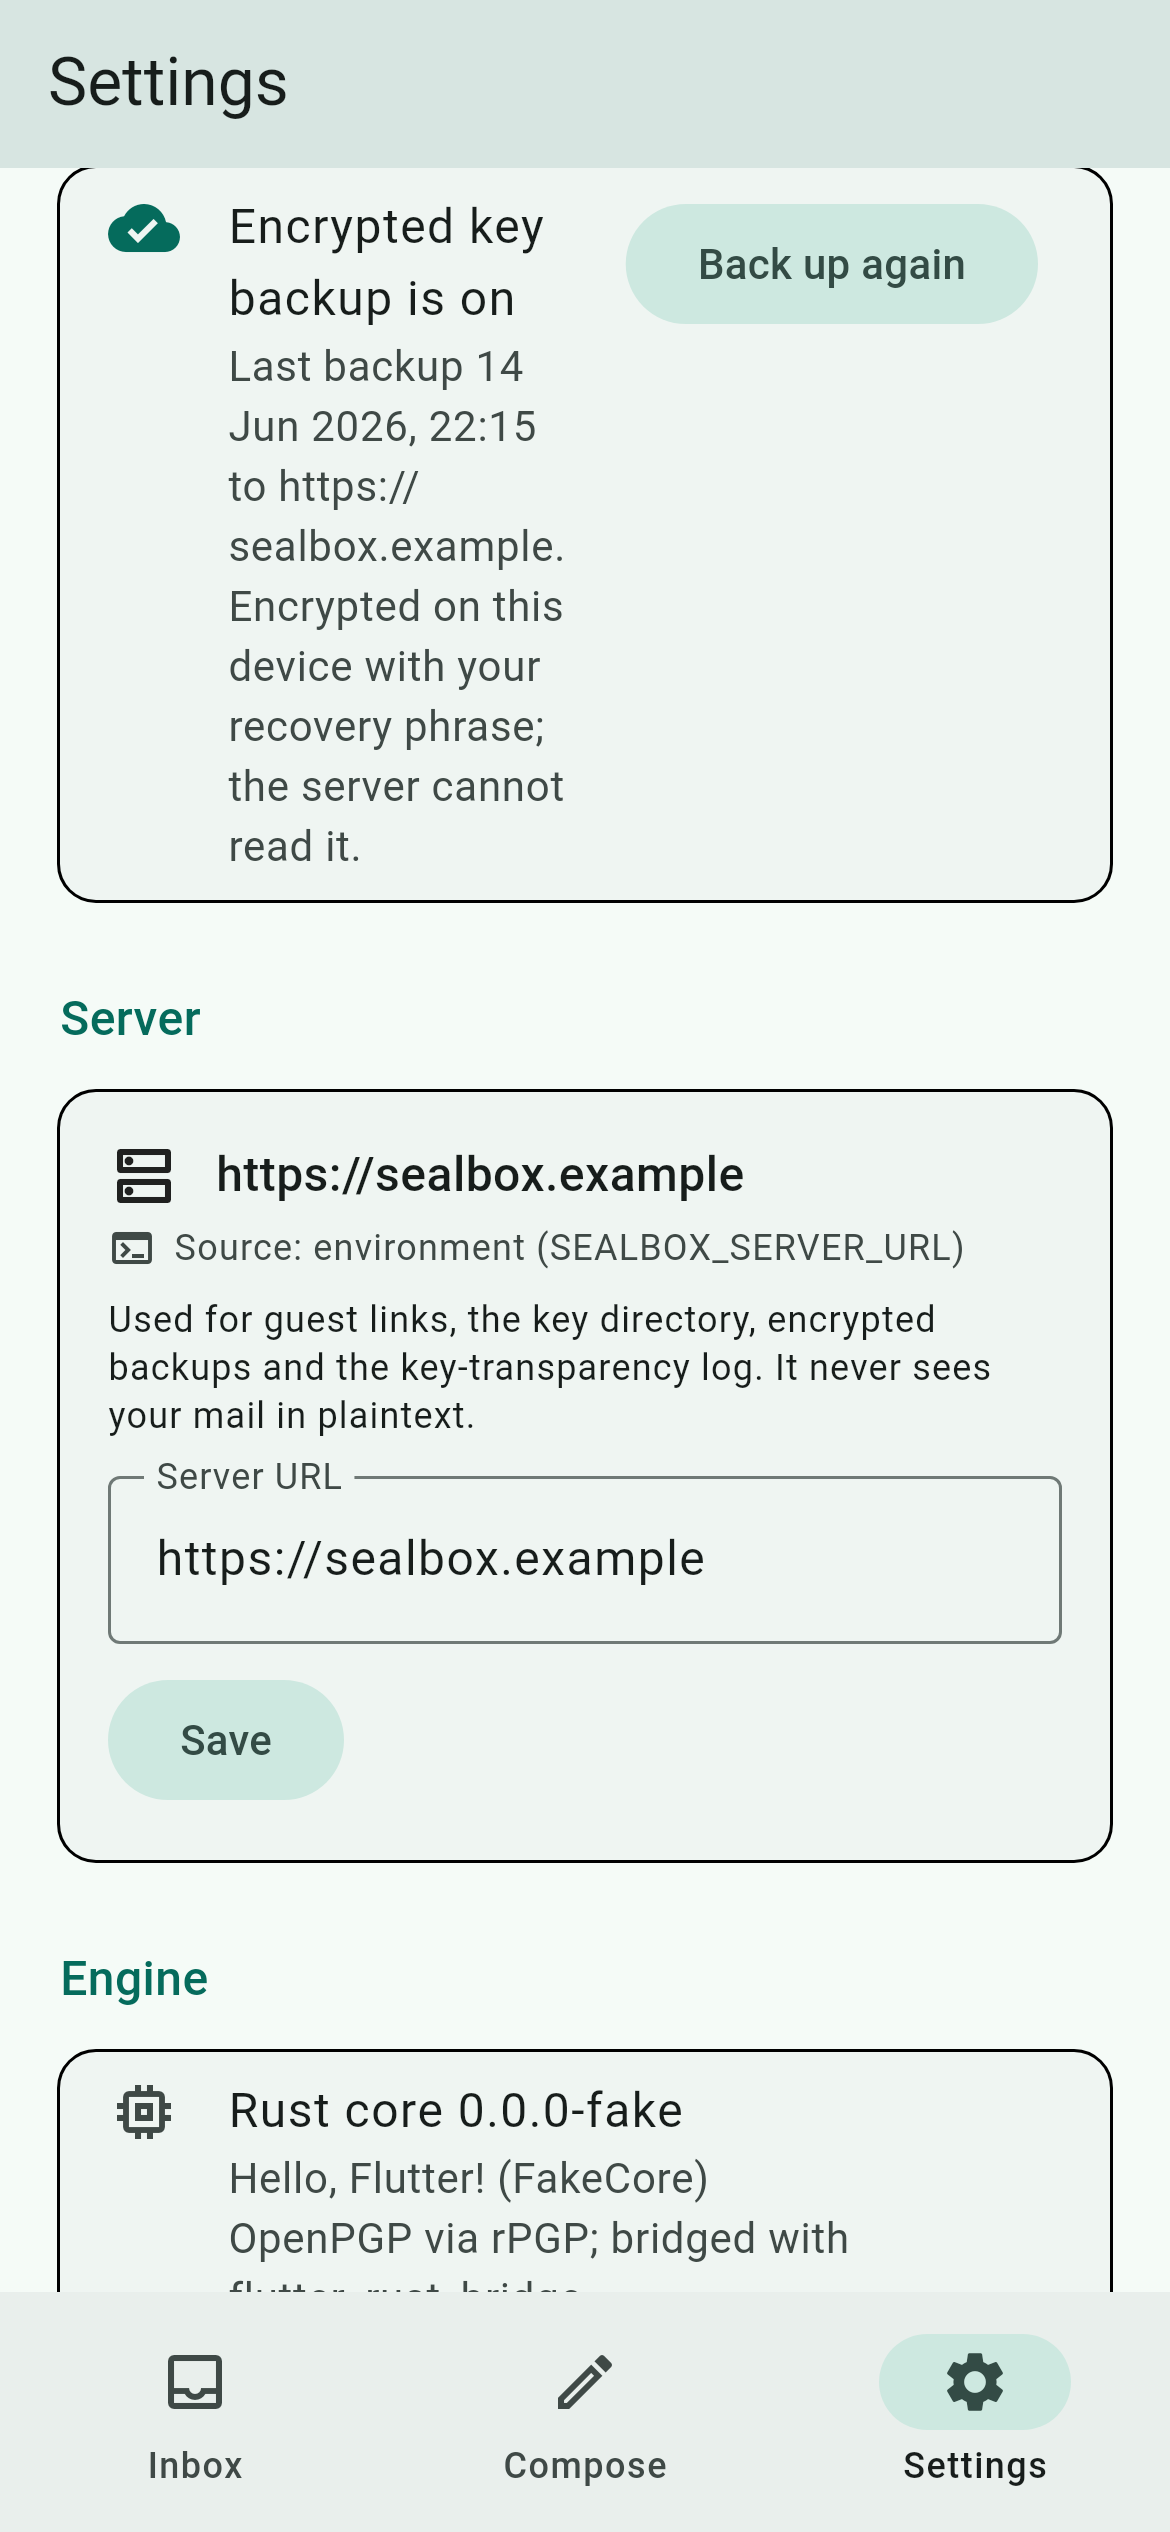 Settings
Encrypted key
backup is on
Back up again
Last backup 14
Jun 2026, 22:15
to https://
sealbox.example.
Encrypted on this
device with your
recovery phrase;
the server cannot
read it.
Server
https://sealbox.example
Source: environment (SEALBOX_SERVER_URL)
Used for guest links, the key directory, encrypted
backups and the key-transparency log. It never sees
your mail in plaintext.
Server URL
https://sealbox.example
Save
Engine
Rust core 0.0.0-fake
Hello, Flutter! (FakeCore)
OpenPGP via rPGP; bridged with
flutter_rust_bridge
Inbox
Compose
Settings